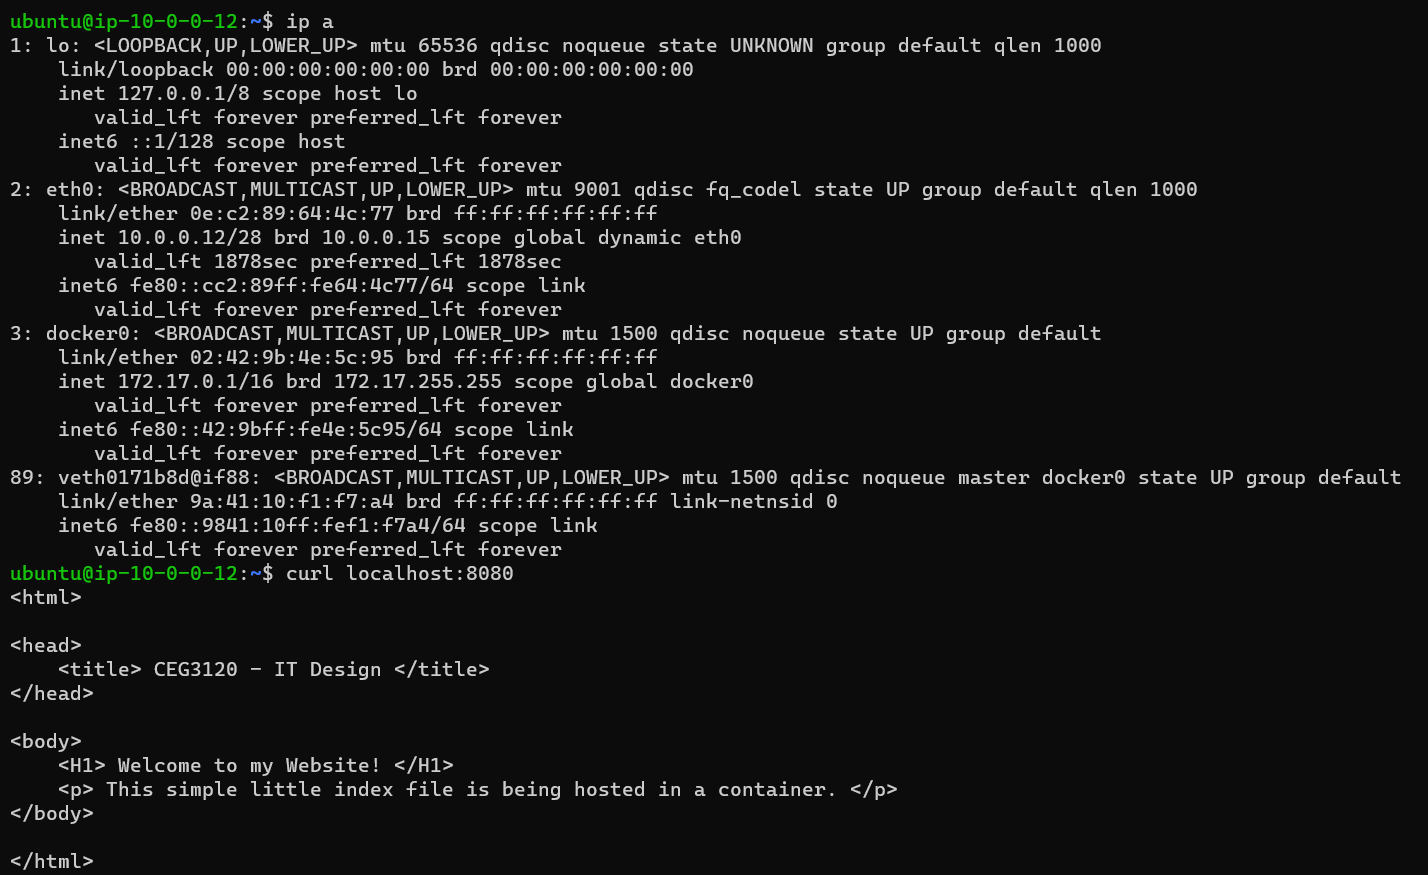 ubuntu@ip-10-0-0-12:~$ ip a
1: lo: <LOOPBACK,UP,LOWER_UP> mtu 65536 qdisc noqueue state UNKNOWN group default qlen 1000
    link/loopback 00:00:00:00:00:00 brd 00:00:00:00:00:00
    inet 127.0.0.1/8 scope host lo
       valid_lft forever preferred_lft forever
    inet6 ::1/128 scope host
       valid_lft forever preferred_lft forever
2: eth0: <BROADCAST,MULTICAST,UP,LOWER_UP> mtu 9001 qdisc fq_codel state UP group default qlen 1000
    link/ether 0e:c2:89:64:4c:77 brd ff:ff:ff:ff:ff:ff
    inet 10.0.0.12/28 brd 10.0.0.15 scope global dynamic eth0
       valid_lft 1878sec preferred_lft 1878sec
    inet6 fe80::cc2:89ff:fe64:4c77/64 scope link
       valid_lft forever preferred_lft forever
3: docker0: <BROADCAST,MULTICAST,UP,LOWER_UP> mtu 1500 qdisc noqueue state UP group default
    link/ether 02:42:9b:4e:5c:95 brd ff:ff:ff:ff:ff:ff
    inet 172.17.0.1/16 brd 172.17.255.255 scope global docker0
       valid_lft forever preferred_lft forever
    inet6 fe80::42:9bff:fe4e:5c95/64 scope link
       valid_lft forever preferred_lft forever
89: veth0171b8d@if88: <BROADCAST,MULTICAST,UP,LOWER_UP> mtu 1500 qdisc noqueue master docker0 state UP group default
    link/ether 9a:41:10:f1:f7:a4 brd ff:ff:ff:ff:ff:ff link-netnsid 0
    inet6 fe80::9841:10ff:fef1:f7a4/64 scope link
       valid_lft forever preferred_lft forever
ubuntu@ip-10-0-0-12:~$ curl localhost:8080
<html>

<head>
    <title> CEG3120 - IT Design </title>
</head>

<body>
    <H1> Welcome to my Website! </H1>
    <p> This simple little index file is being hosted in a container. </p>
</body>

</html>